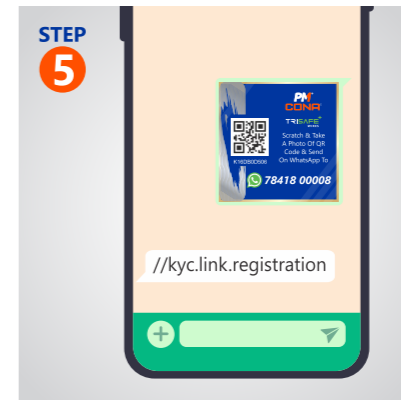 STEP
5
PM
CONA
TRISAFE
Scratch & Take
A Photo Of QR
Code & Send
On WhatsApp To
K16DB0D506
78418 00008
//kyc.link.registration